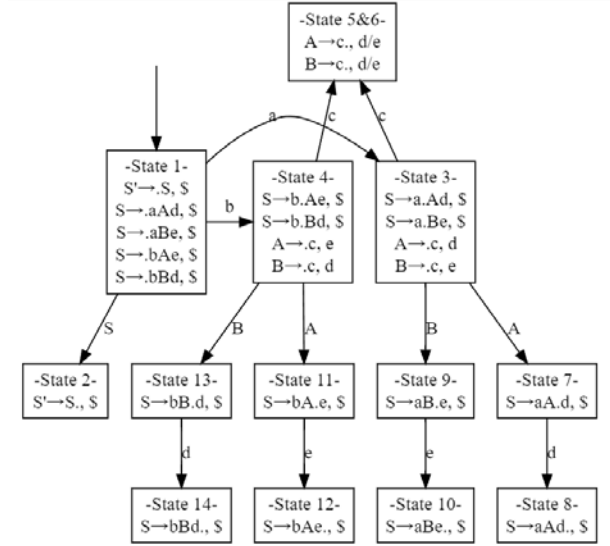 -State 5&6-
A→c., d/e
B→c., d/e
a
c
c
-State 1-
S'→.S, $
S→.aAd, $
S→.aBe, $
S→.bAe, $
S→.bBd, $
b
-State 4-
S→b.Ae, $
S→b.Bd, $
A→.c, e
B→.c, d
-State 3-
S→a.Ad, $
S→a.Be, $
A→.c, d
B→.c, e
S
B
A
B
A
-State 2-
S'→S., $
-State 13-
S→bB.d, $
-State 11-
S→bA.e, $
-State 9-
S→aB.e, $
-State 7-
S→aA.d, $
d
e
e
d
-State 14-
S→bBd., $
-State 12-
S→bAe., $
-State 10-
S→aBe., $
-State 8-
S→aAd., $